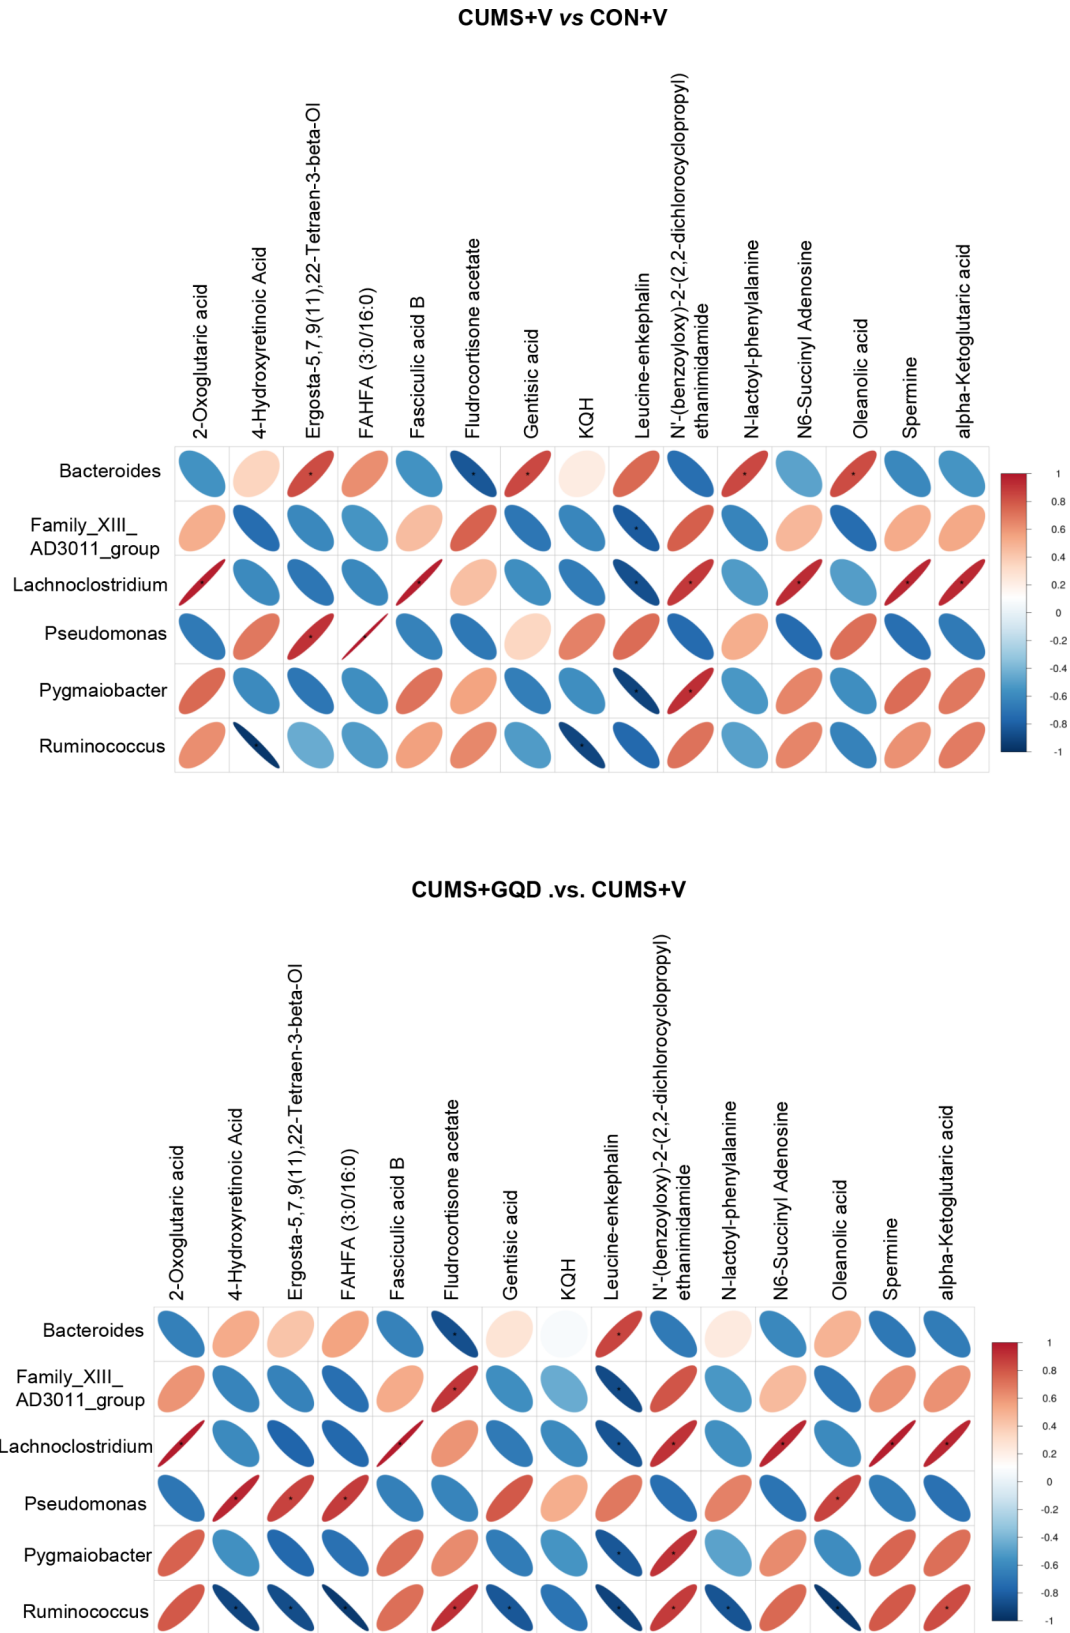 CUMS+V vs CON+V
2-Oxoglutaric acid
4-Hydroxyretinoic Acid
Ergosta-5,7,9(11),22-Tetraen-3-beta-Ol
FAHFA (3:0/16:0)
Fasciculic acid B
Fludrocortisone acetate
Gentisic acid
KQH
Leucine-enkephalin
N'-(benzoyloxy)-2-(2,2-dichlorocyclopropyl)
ethanimidamide
N-lactoyl-phenylalanine
N6-Succinyl Adenosine
Oleanolic acid
Spermine
alpha-Ketoglutaric acid
Bacteroides
Family_XIII_
AD3011_group
Lachnoclostridium
Pseudomonas
Pygmaiobacter
Ruminococcus
1
0.8
0.6
0.4
0.2
0
-0.2
-0.4
-0.6
-0.8
-1
CUMS+GQD .vs. CUMS+V
2-Oxoglutaric acid
4-Hydroxyretinoic Acid
Ergosta-5,7,9(11),22-Tetraen-3-beta-Ol
FAHFA (3:0/16:0)
Fasciculic acid B
Fludrocortisone acetate
Gentisic acid
KQH
Leucine-enkephalin
N'-(benzoyloxy)-2-(2,2-dichlorocyclopropyl)
ethanimidamide
N-lactoyl-phenylalanine
N6-Succinyl Adenosine
Oleanolic acid
Spermine
alpha-Ketoglutaric acid
Bacteroides
Family_XIII_
AD3011_group
Lachnoclostridium
Pseudomonas
Pygmaiobacter
Ruminococcus
1
0.8
0.6
0.4
0.2
0
-0.2
-0.4
-0.6
-0.8
-1